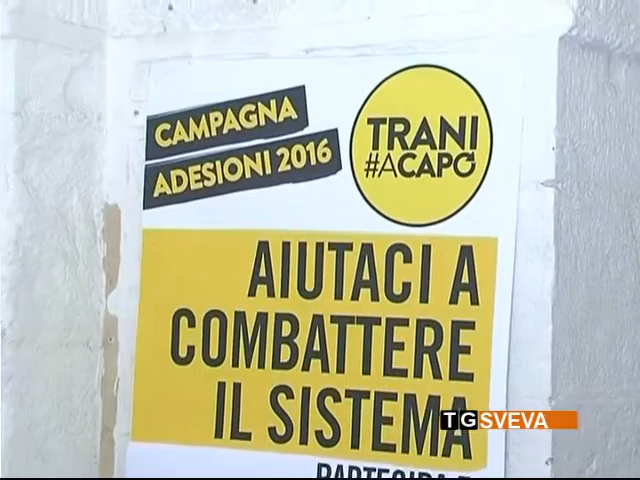 CAMPAGNA
ADESIONI 2016
TRANI
#ACAPO
AIUTACI A
COMBATTERE
IL SISTEMA
TGSVEVA